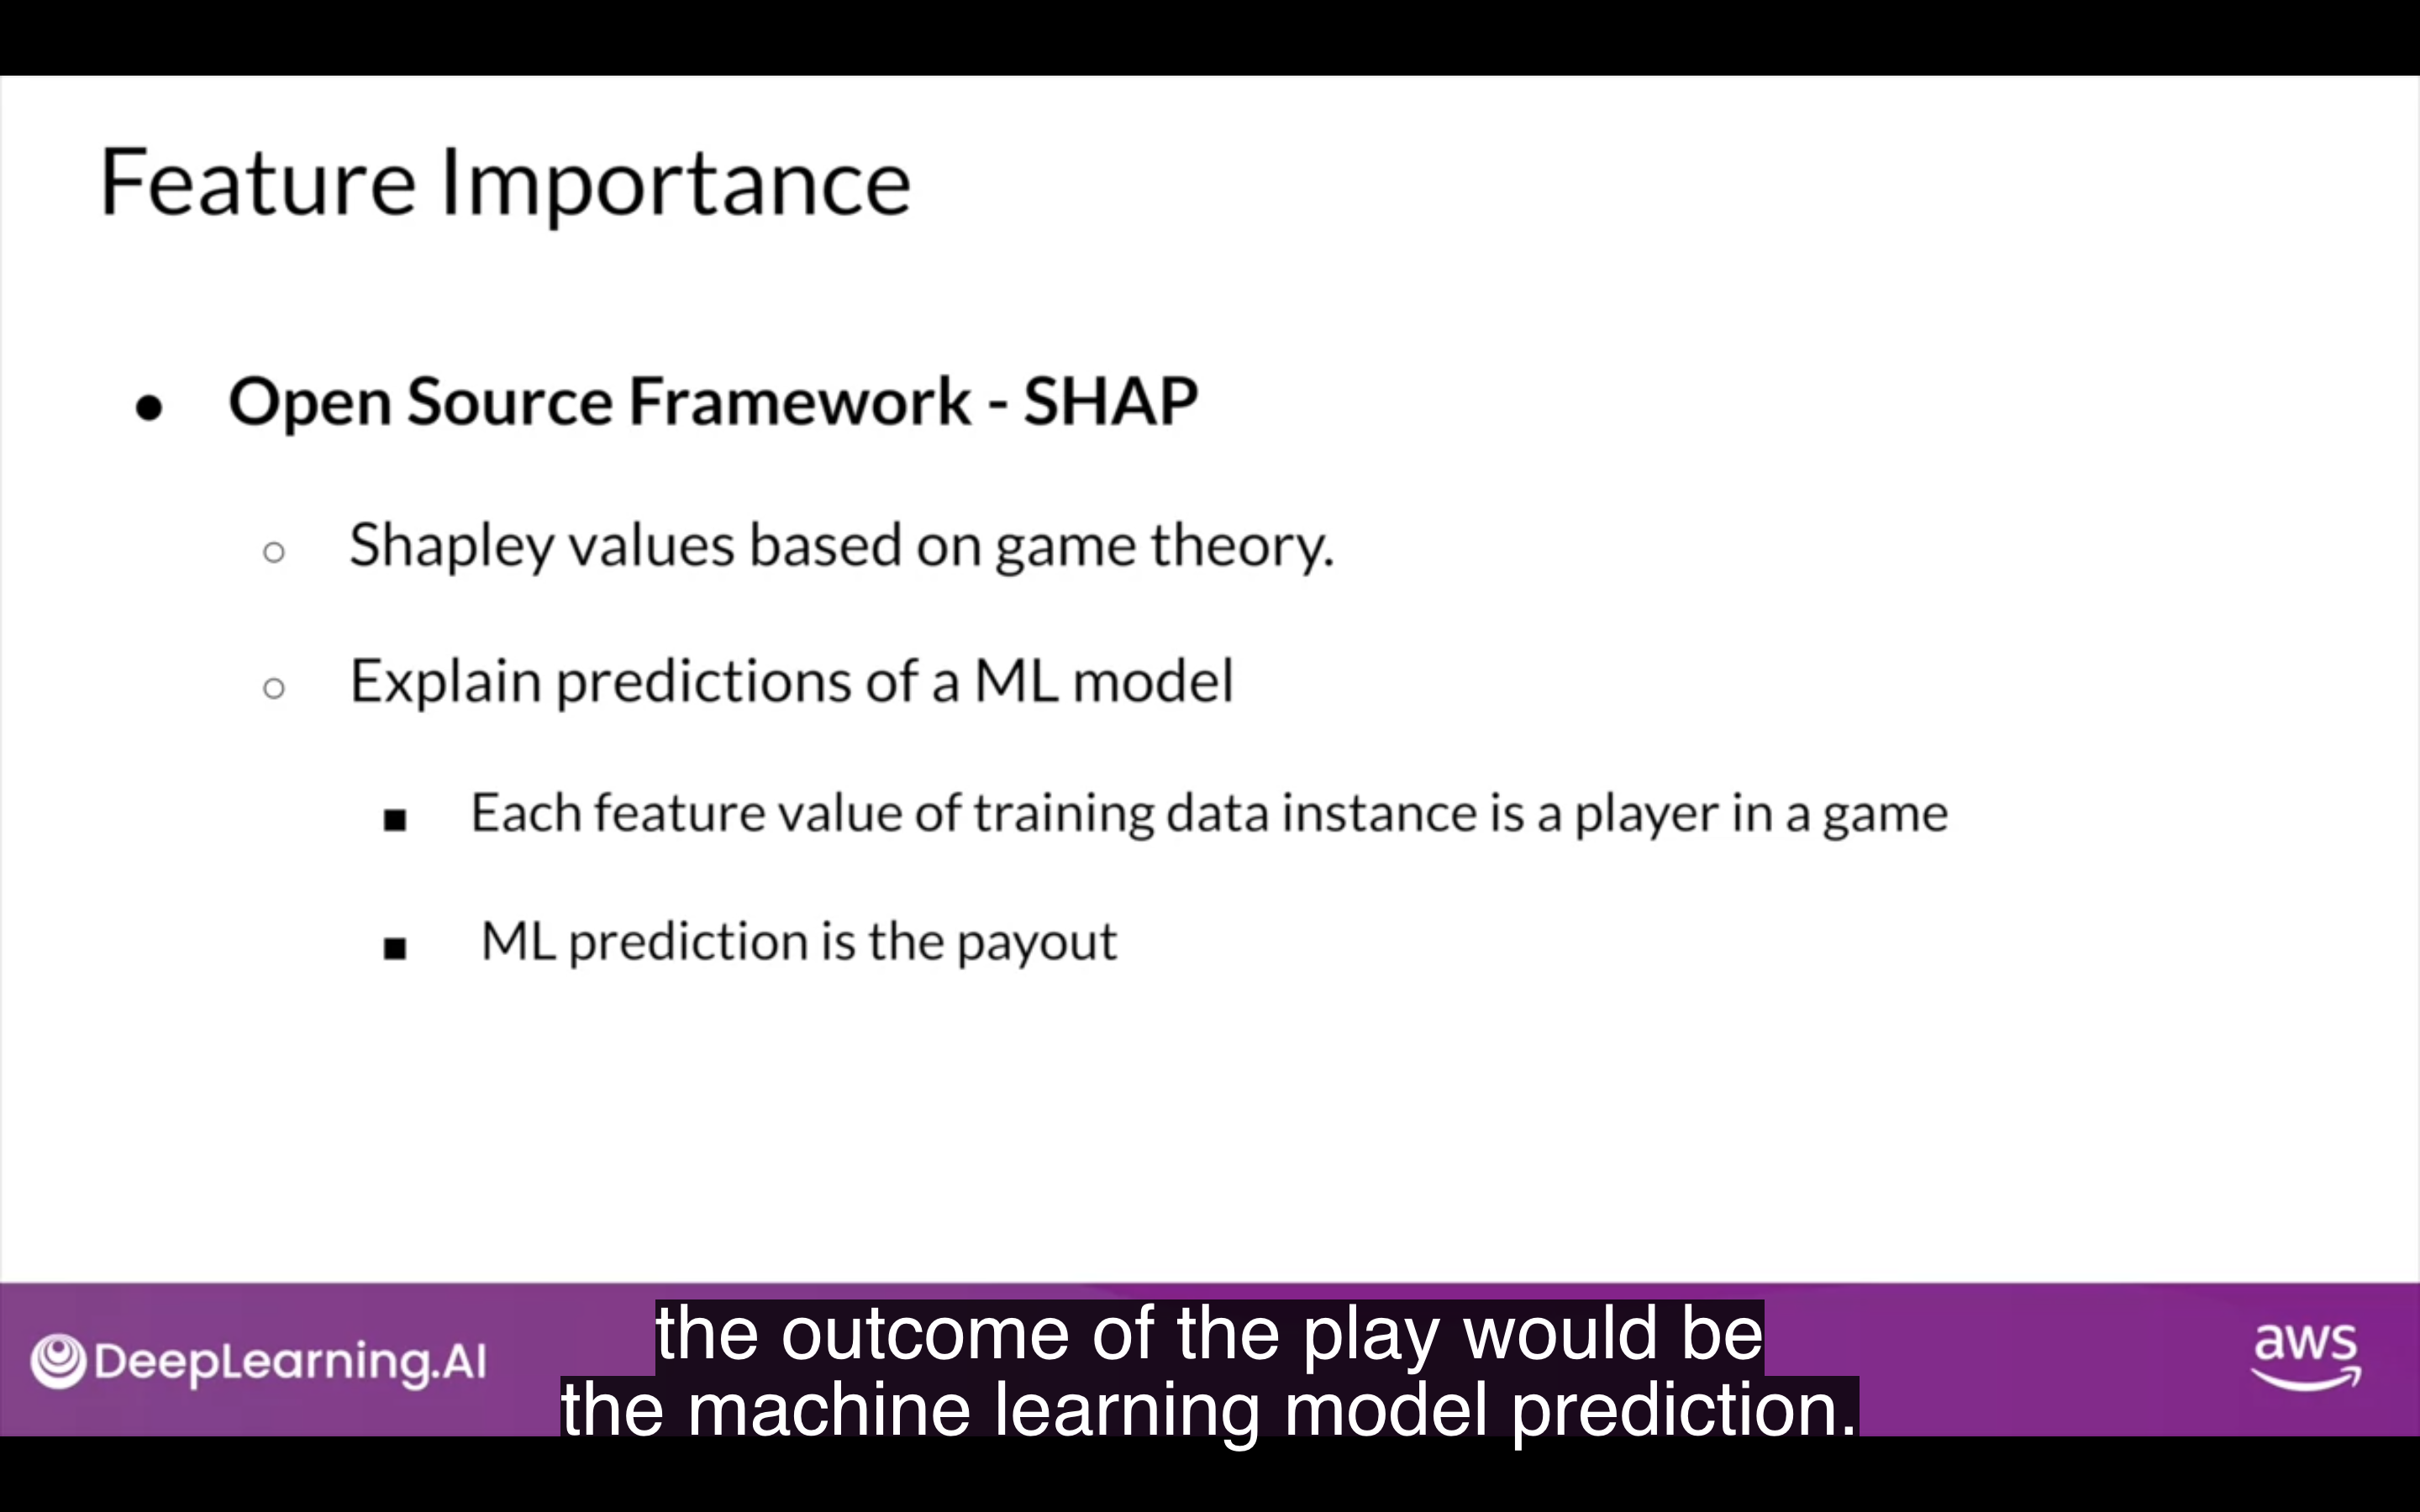 Feature Importance
Open Source Framework - SHAP
Shapley values based on game theory.
Explain predictions of a ML model
Each feature value of training data instance is a player in a game
ML prediction is the payout
DeepLearning.AI
the outcome of the play would be
the machine learning model prediction.
aws